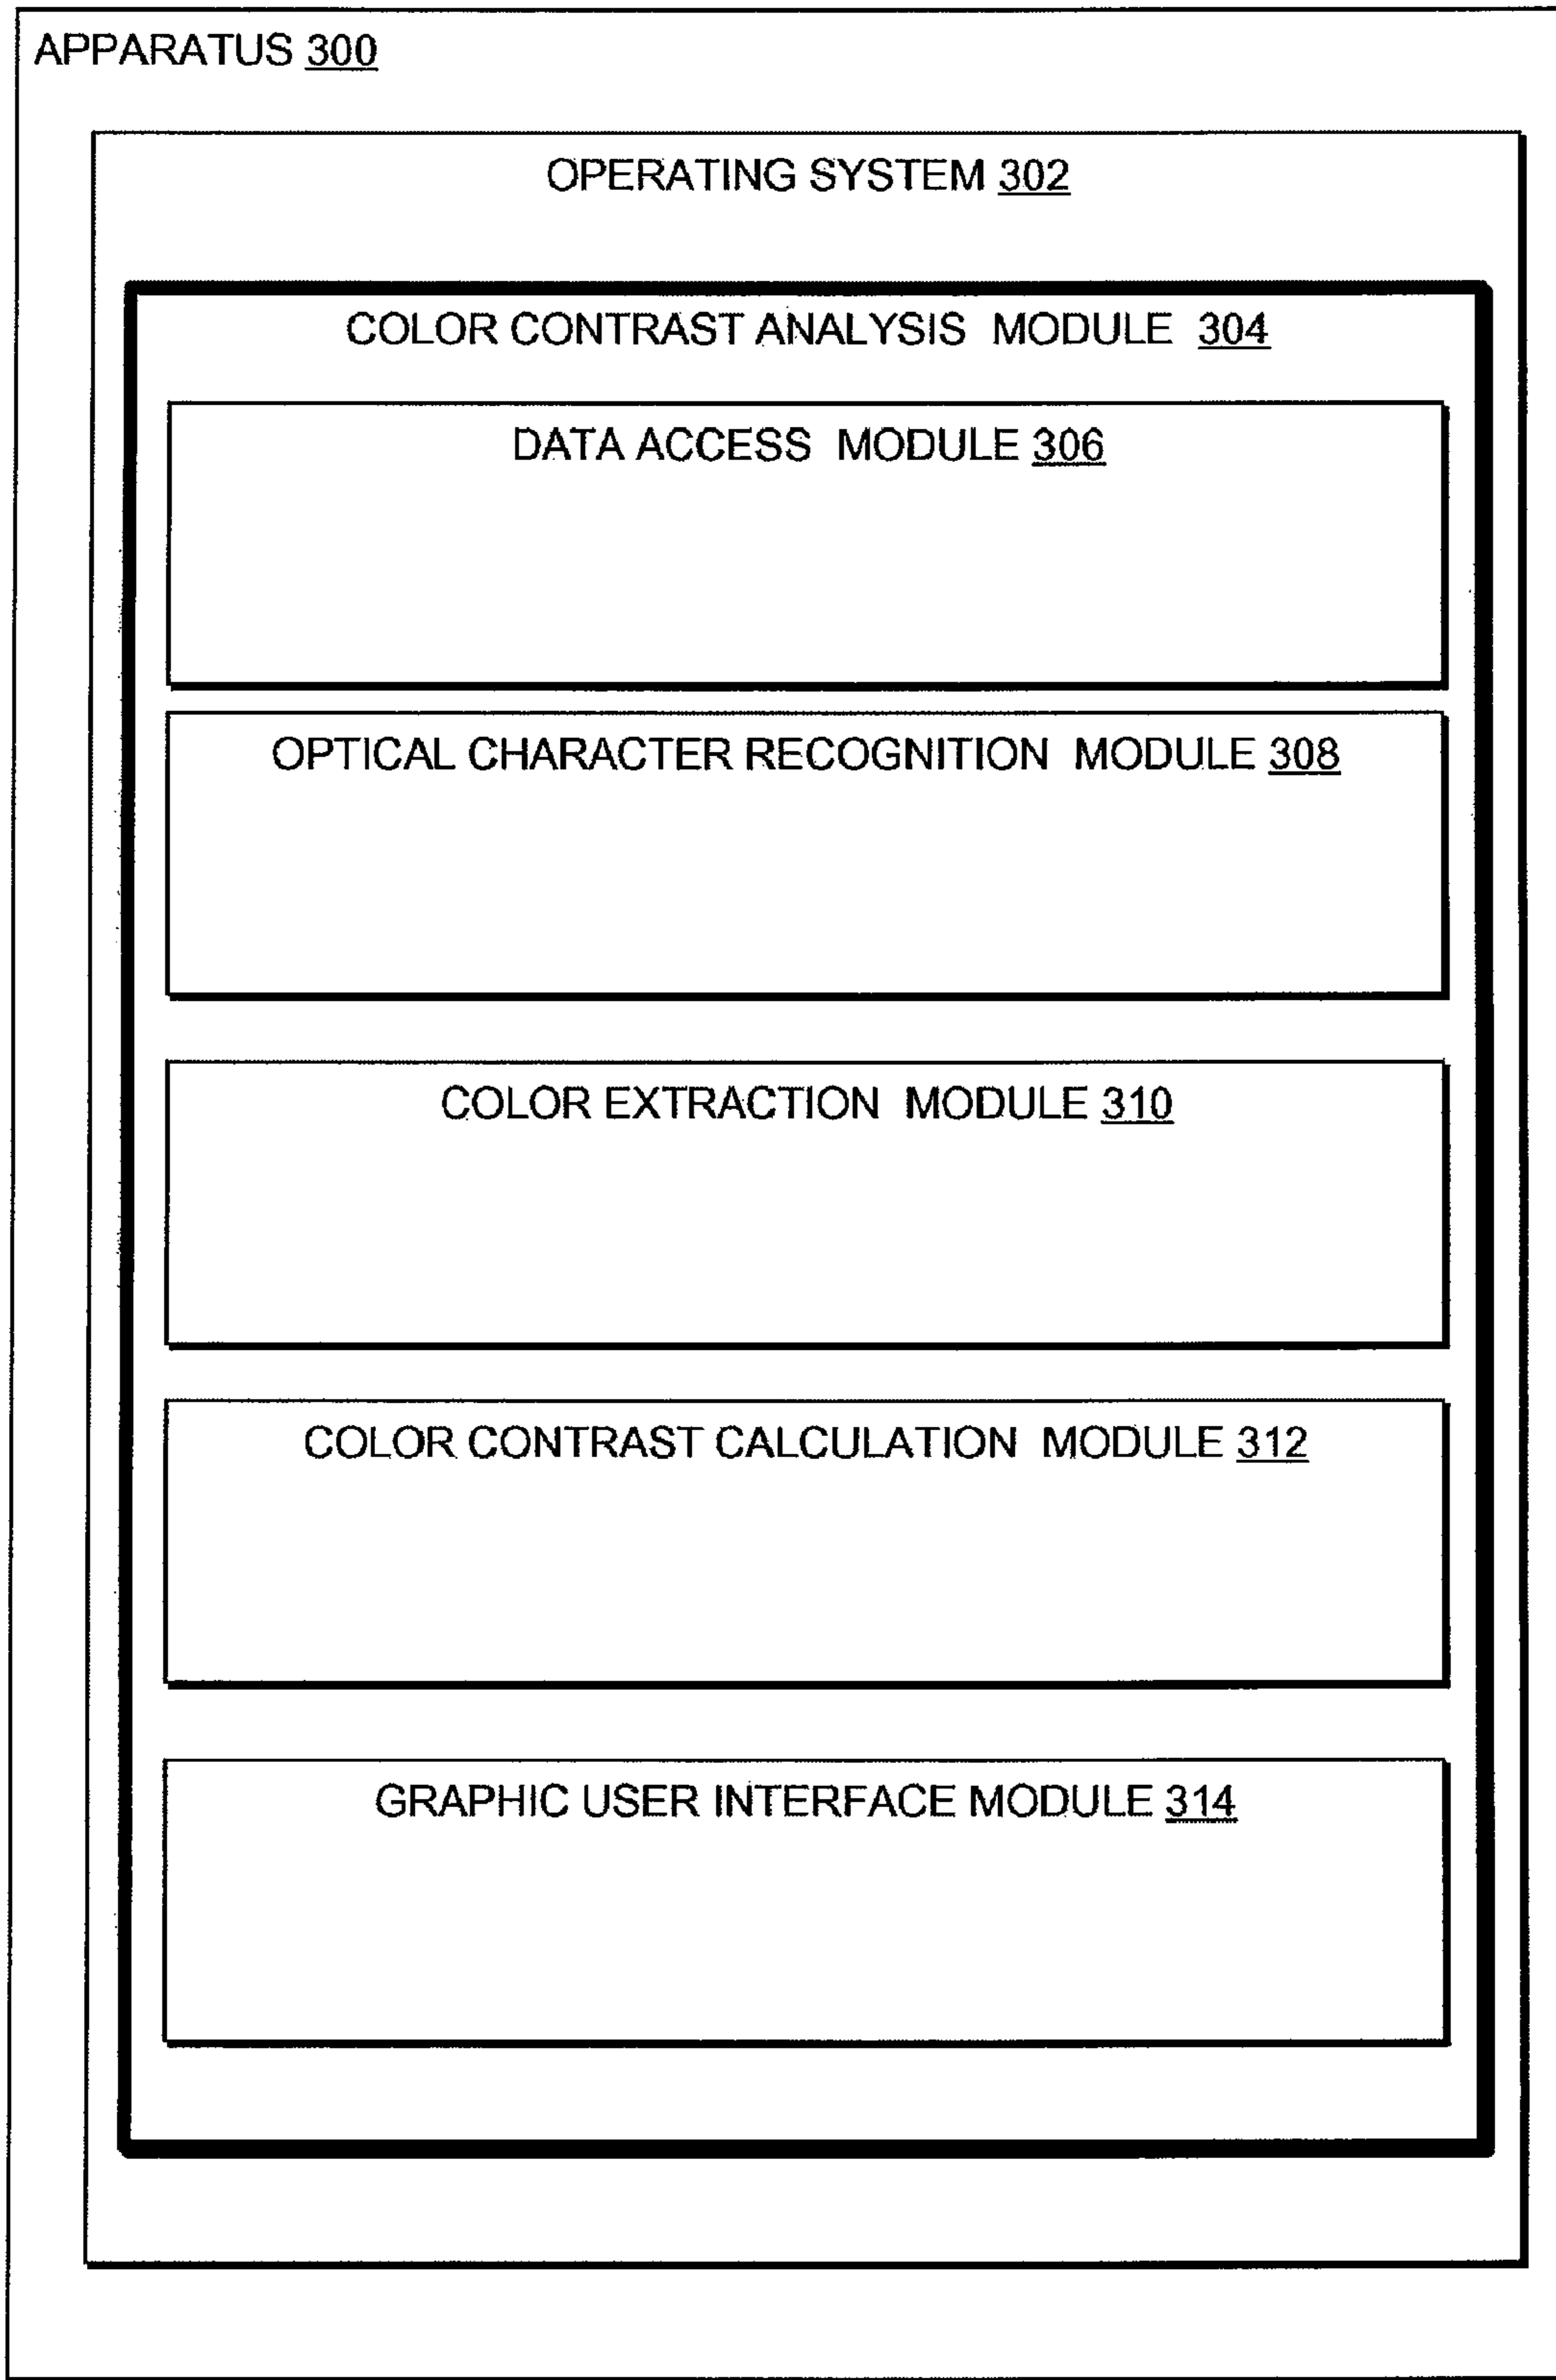 APPARATUS 300
OPERATING SYSTEM 302
COLOR CONTRAST ANALYSIS MODULE 304
DATA ACCESS MODULE 306
OPTICAL CHARACTER RECOGNITION MODULE 308
COLOR EXTRACTION MODULE 310
COLOR CONTRAST CALCULATION MODULE 312
GRAPHIC USER INTERFACE MODULE 314